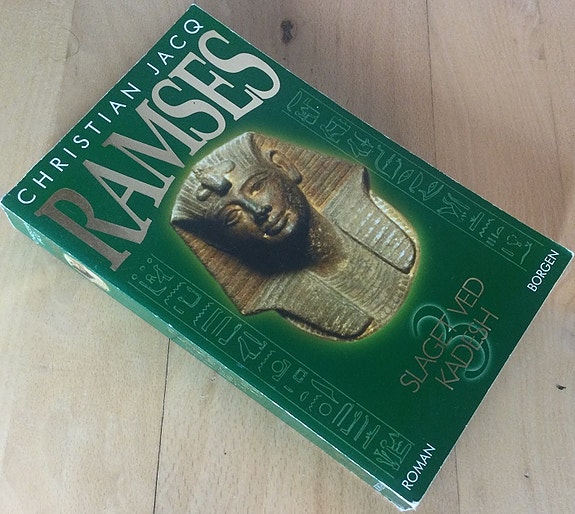 CHRISTIAN JACQ
RAMSES
3
SLAGET VED
KADESH
BORGEN
ROMAN